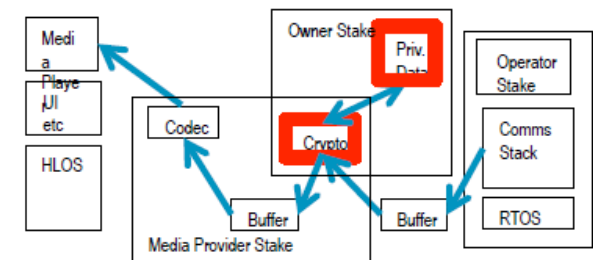 Medi
a
Playe
r
UI
etc
HLOS
Owner Stake
Priv.
Data
Codec
Crypto
Buffer
Buffer
Media Provider Stake
Operator
Stake
Comms
Stack
RTOS